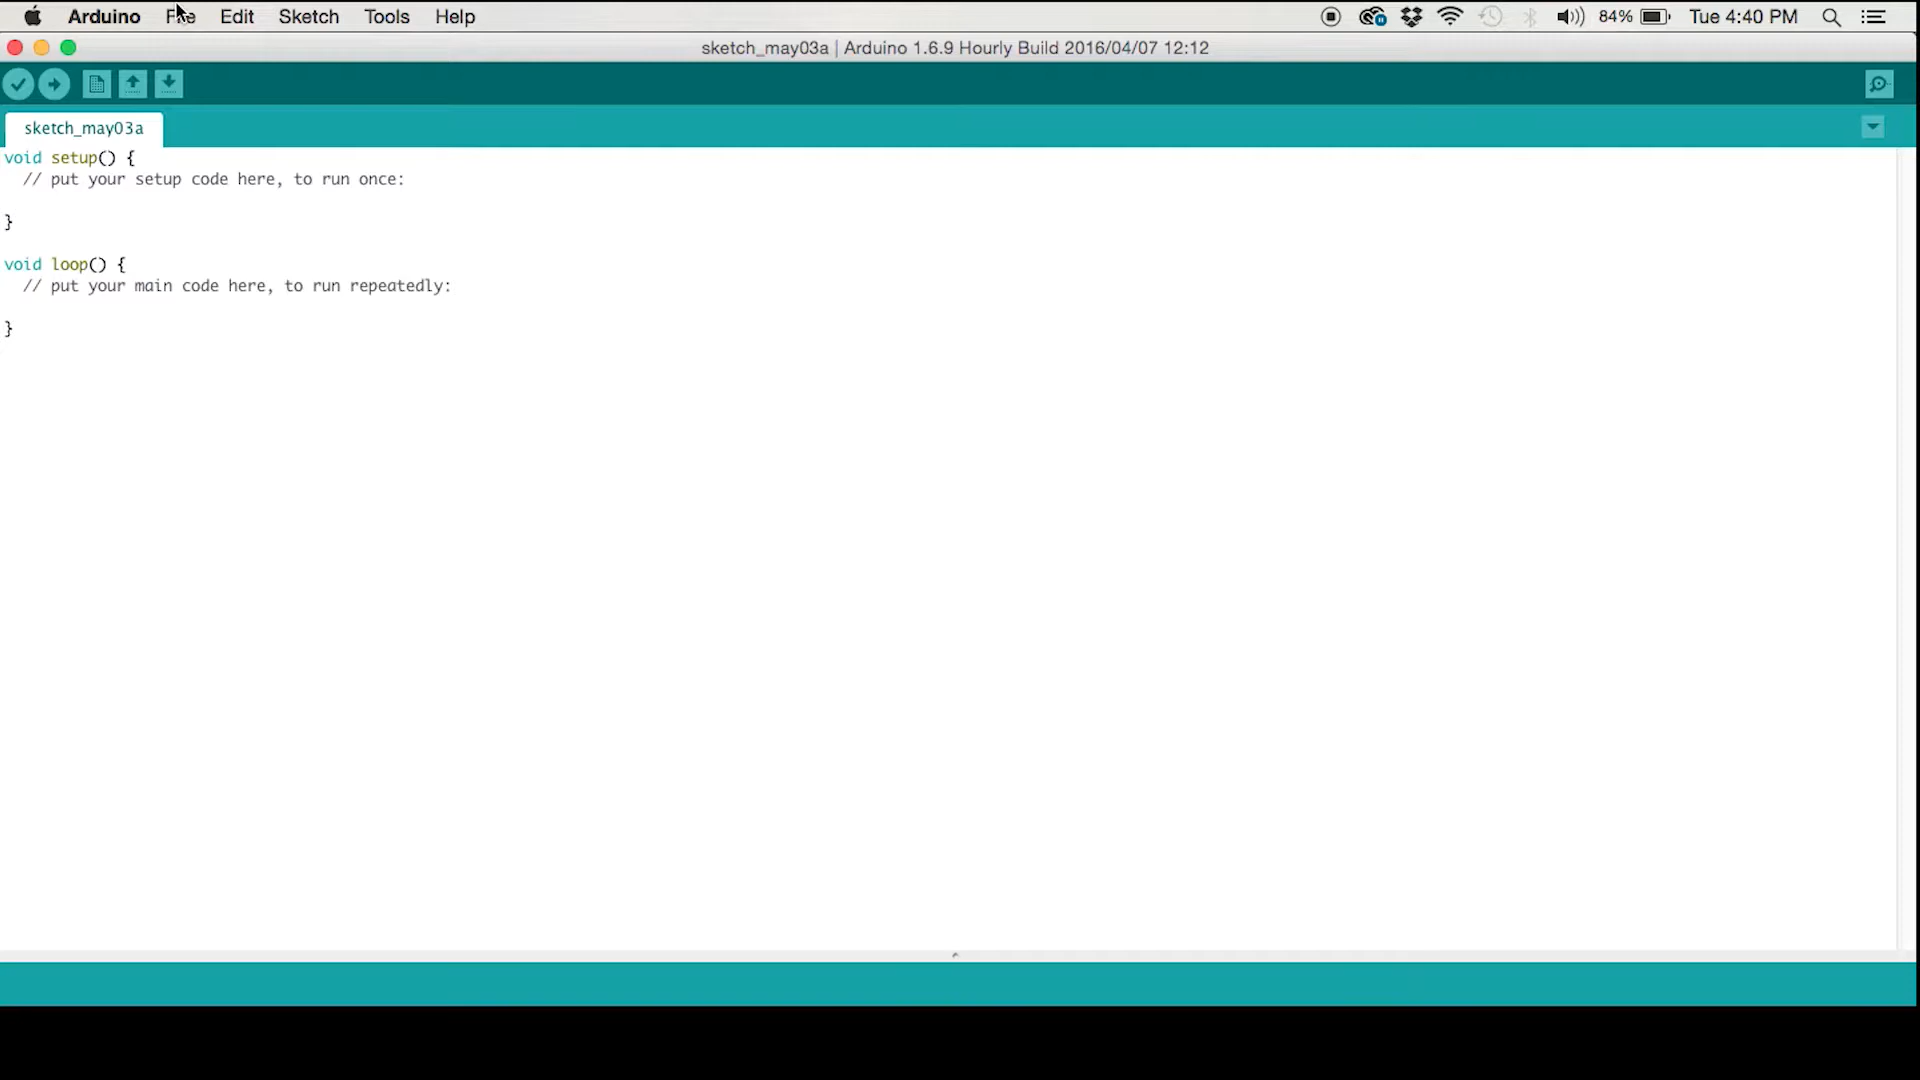 Arduino File Edit Sketch Tools Help 84% Tue 4:40 PM
sketch_may03a | Arduino 1.6.9 Hourly Build 2016/04/07 12:12
sketch_may03a
void setup() {
  // put your setup code here, to run once:
}
void loop() {
  // put your main code here, to run repeatedly:
}